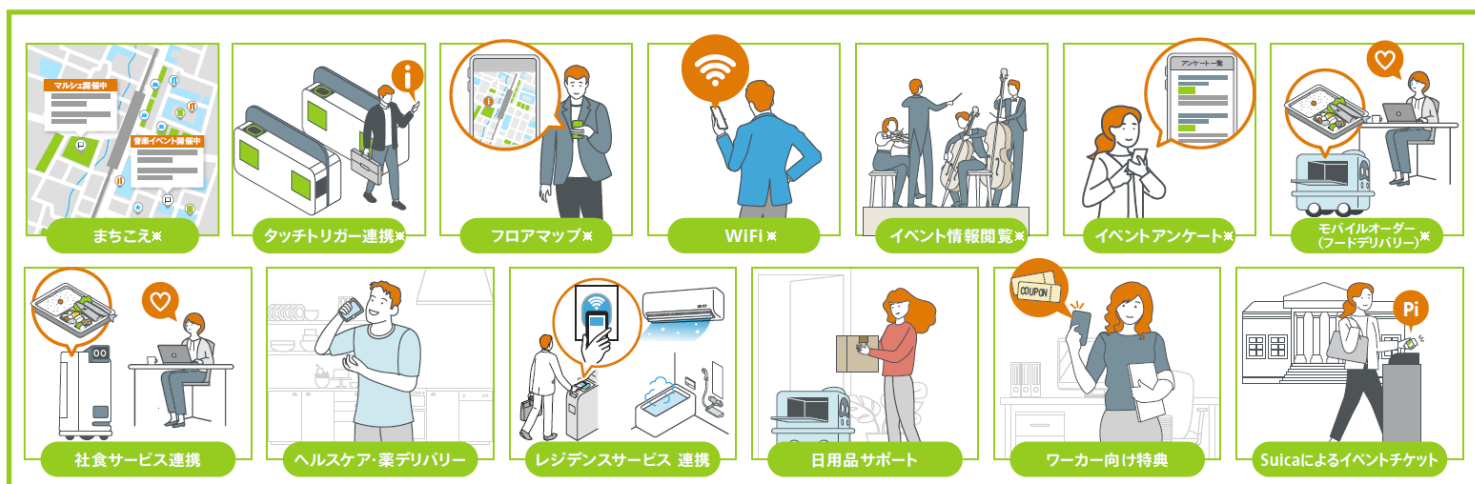 マルシェ開催中
音楽イベント開催中
まちこえ※
i
タッチトリガー連携※
i
フロアマップ※
WiFi※
イベント情報閲覧※
アンケート一覧
イベントアンケート※
モバイルオーダー※
(フードデリバリー)
社食サービス連携
ヘルスケア・薬デリバリー
レジデンスサービス 連携
日用品サポート
COUPON
ワーカー向け特典
Pi
Suicaによるイベントチケット